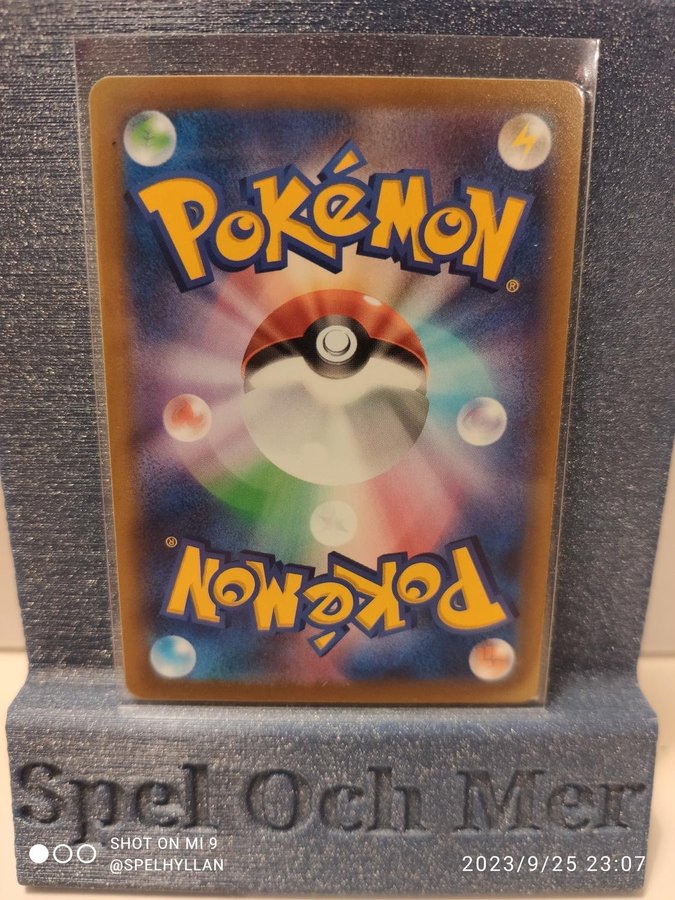 POKéMON
®
®
POKéMON
Spel Och Mer
SHOT ON MI 9
@SPELHYLLAN
2023/9/25 23:07